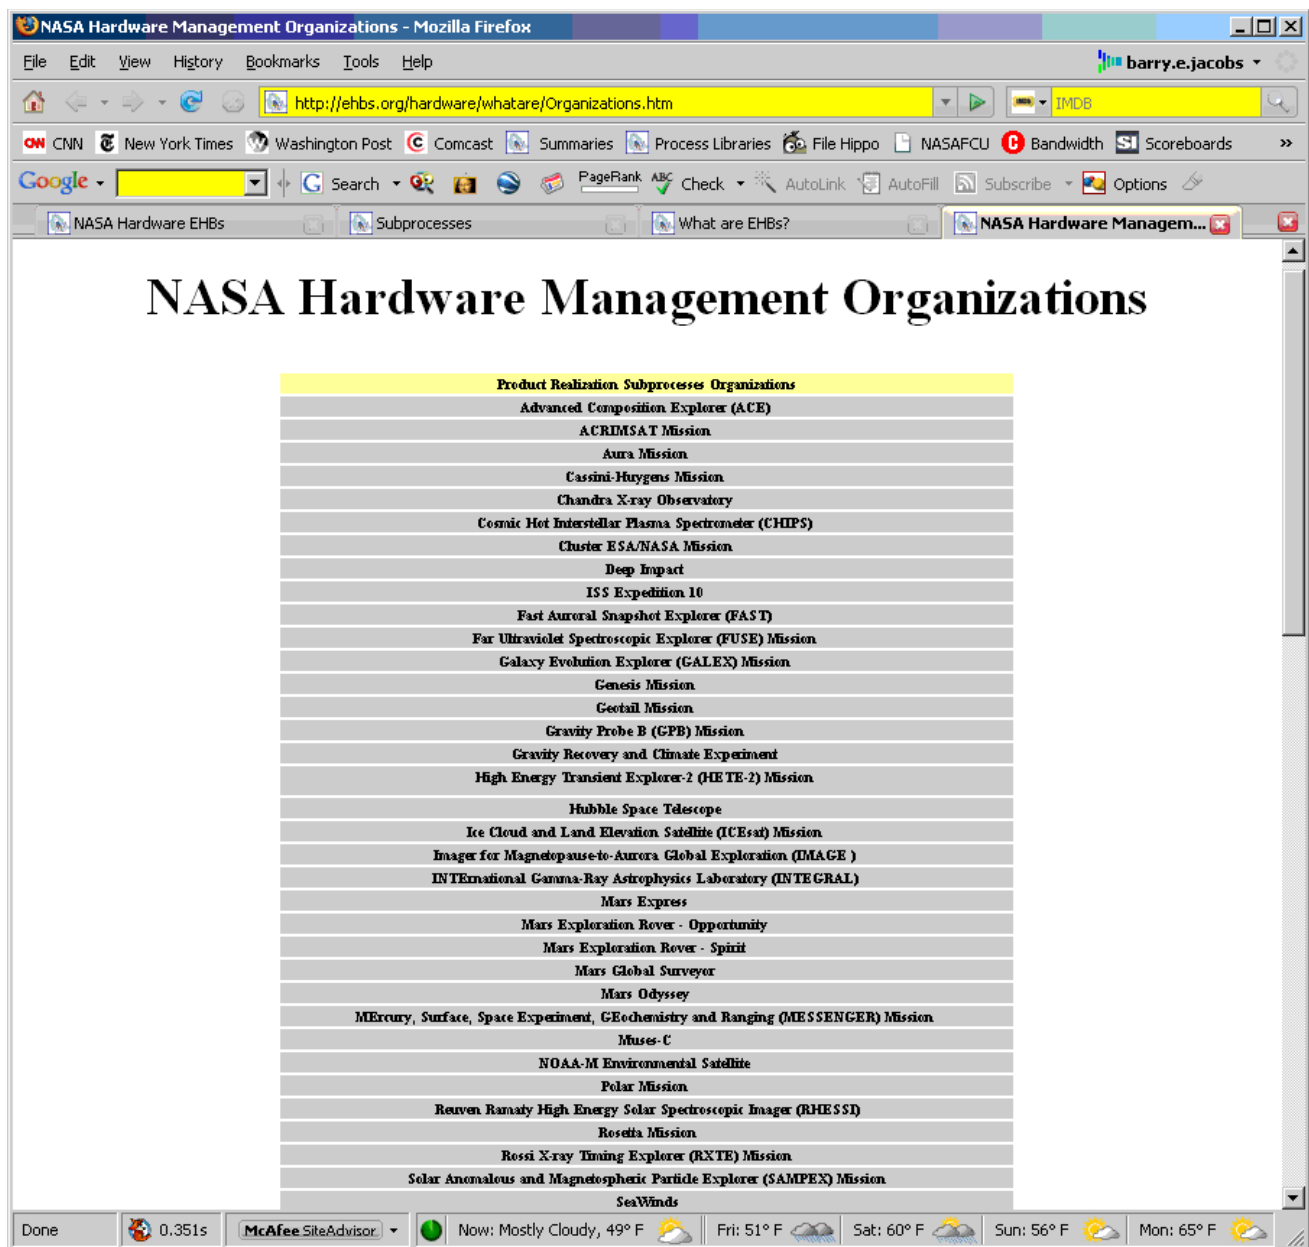 NASA Hardware Management Organizations - Mozilla Firefox
File Edit View History Bookmarks Tools Help barry.e.jacobs
http://ehbs.org/hardware/whatare/Organizations.htm IMDB
CNN New York Times Washington Post Comcast Summaries Process Libraries File Hippo NASAFCU Bandwidth SI Scoreboards »
Google Search PageRank ABC Check AutoLink AutoFill Subscribe Options
NASA Hardware EHBs Subprocesses What are EHBs? NASA Hardware Managem...
NASA Hardware Management Organizations
Product Realization Subprocesses Organizations
Advanced Composition Explorer (ACE)
ACRIMSAT Mission
Aura Mission
Cassini-Huygens Mission
Chandra X-ray Observatory
Cosmic Hot Interstellar Plasma Spectrometer (CHIPS)
Cluster ESA/NASA Mission
Deep Impact
ISS Expedition 10
Fast Auroral Snapshot Explorer (FAST)
Far Ultraviolet Spectroscopic Explorer (FUSE) Mission
Galaxy Evolution Explorer (GALEX) Mission
Genesis Mission
Geotail Mission
Gravity Probe B (GPB) Mission
Gravity Recovery and Climate Experiment
High Energy Transient Explorer-2 (HETE-2) Mission
Hubble Space Telescope
Ice Cloud and Land Elevation Satellite (ICEsat) Mission
Imager for Magnetopause-to-Aurora Global Exploration (IMAGE )
INTErnational Gamma-Ray Astrophysics Laboratory (INTEGRAL)
Mars Express
Mars Exploration Rover - Opportunity
Mars Exploration Rover - Spirit
Mars Global Surveyor
Mars Odyssey
MErcury, Surface, Space Experiment, GEochemistry and Ranging (MESSENGER) Mission
Muses-C
NOAA-M Environmental Satellite
Polar Mission
Reuven Ramaty High Energy Solar Spectroscopic Imager (RHESSI)
Rosetta Mission
Rossi X-ray Timing Explorer (RXTE) Mission
Solar Anomalous and Magnetospheric Particle Explorer (SAMPEX) Mission
SeaWinds
Done 0.351s McAfee SiteAdvisor Now: Mostly Cloudy, 49° F Fri: 51° F Sat: 60° F Sun: 56° F Mon: 65° F